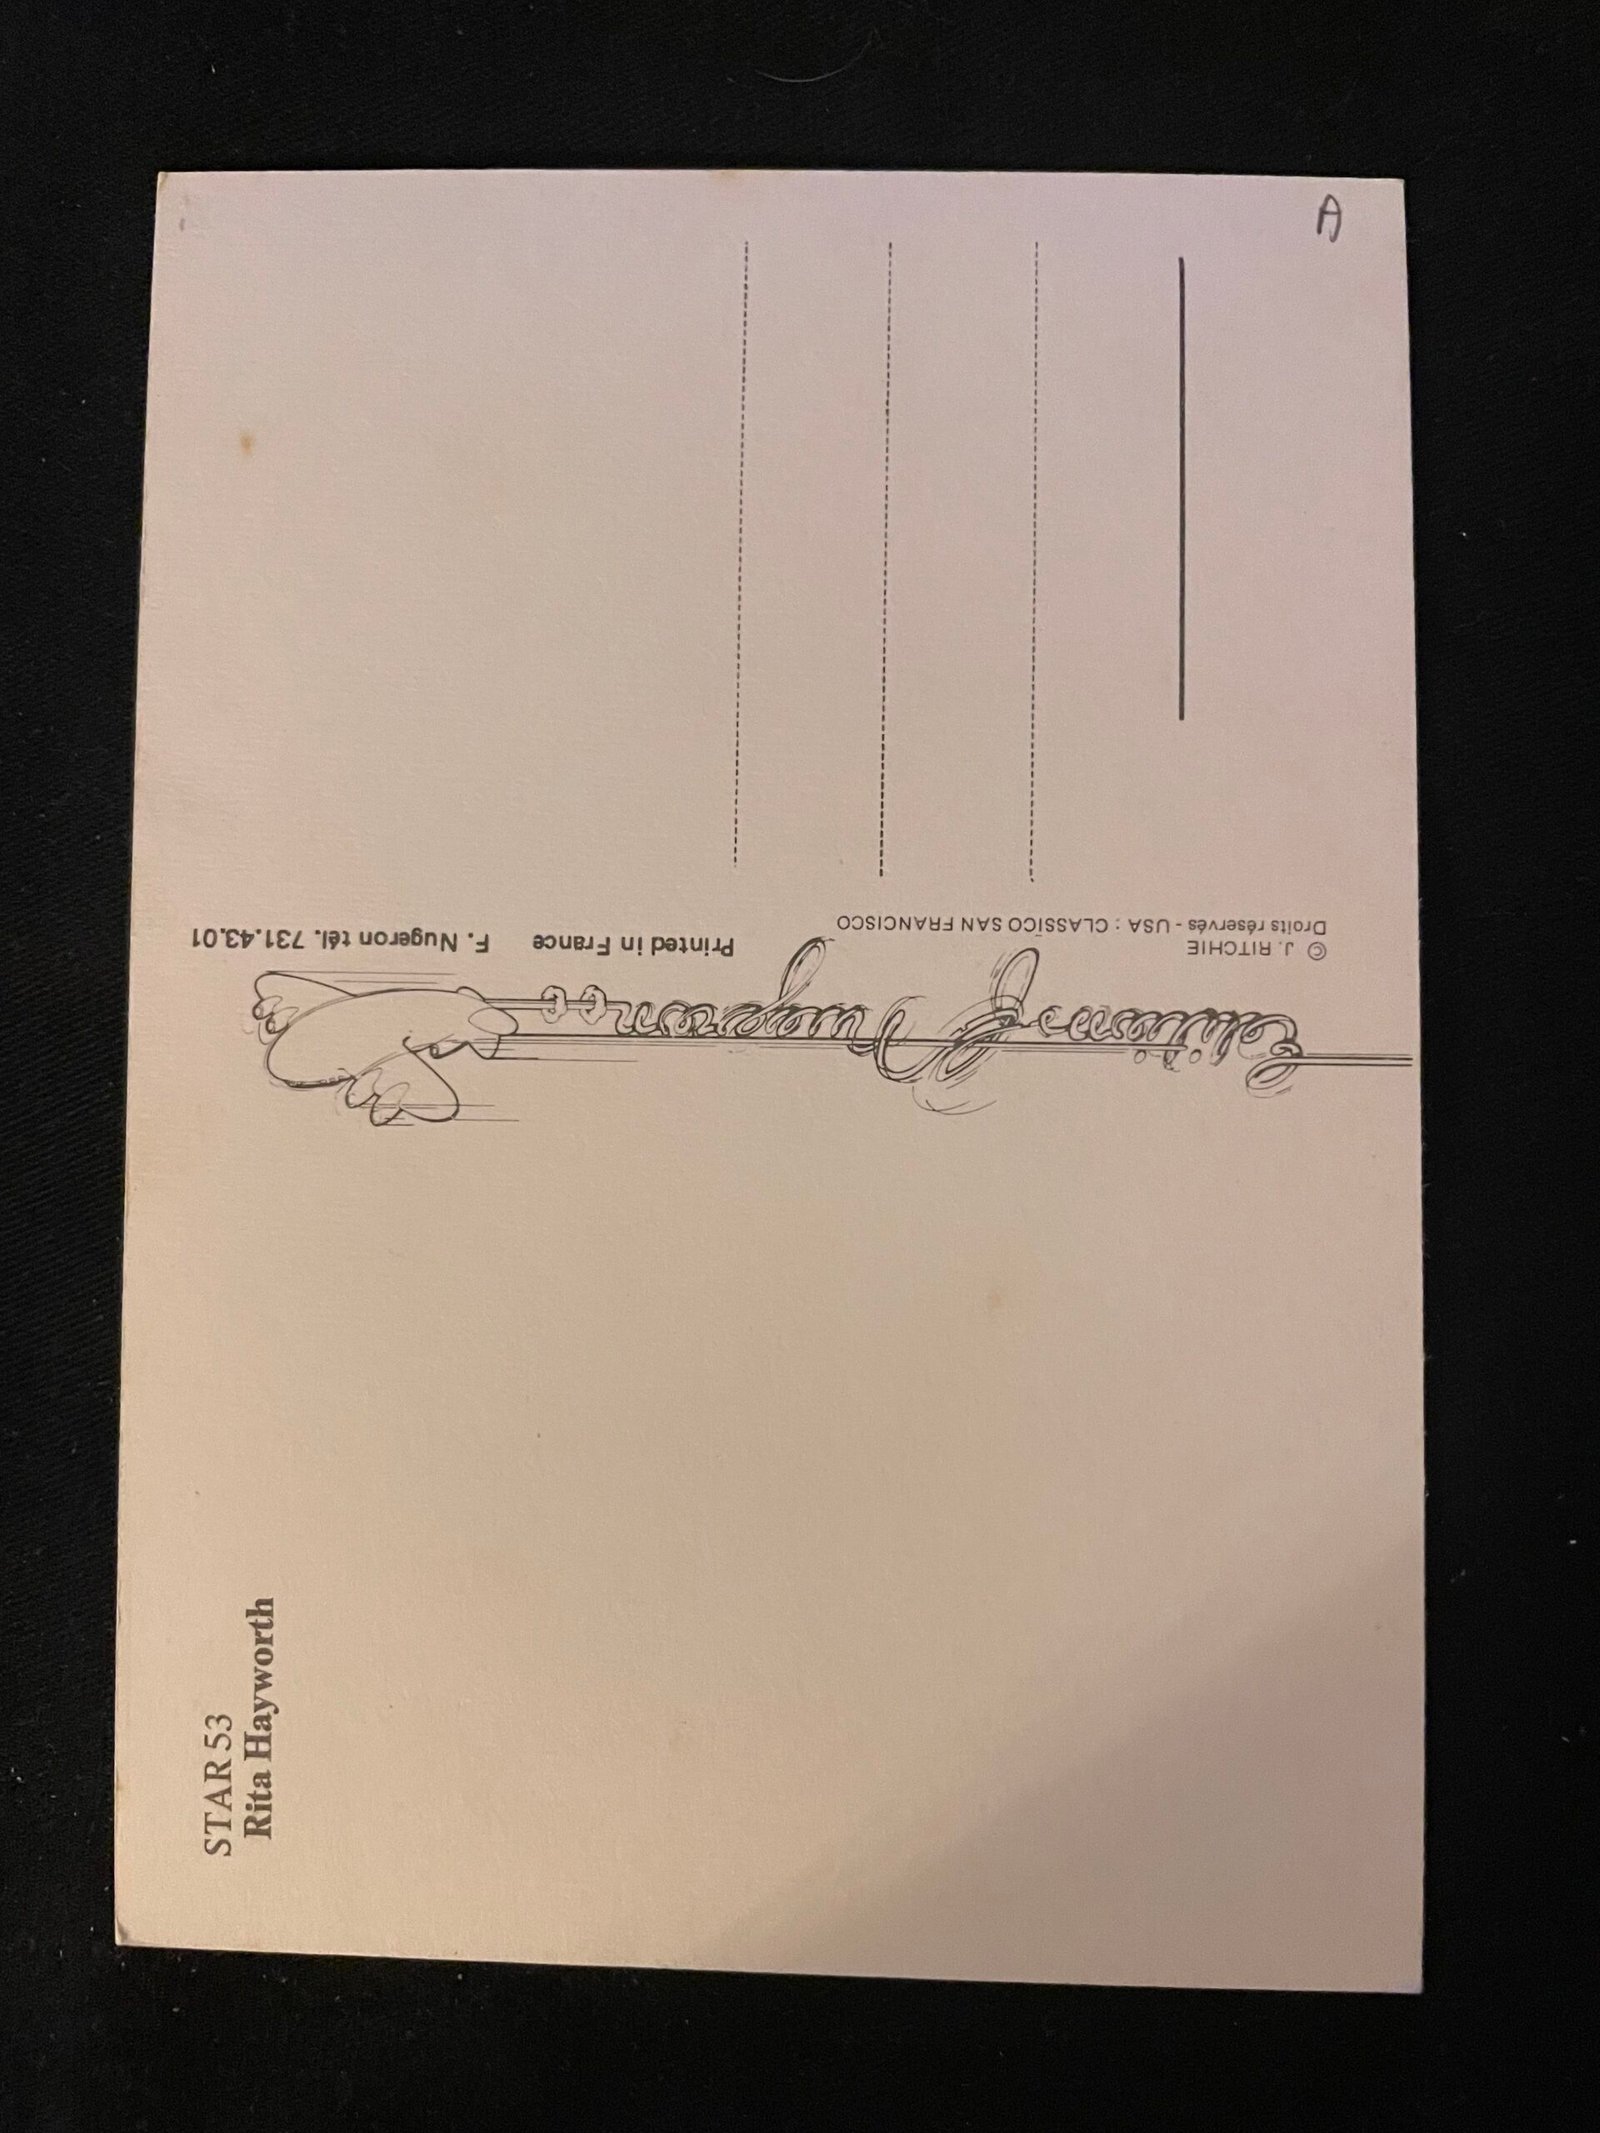 STAR 53
Rita Hayworth
Editions F. Nugeron
F. Nugeron tél. 731.43.01
Printed in France
© J. RITCHIE
Droits réservés - USA : CLASSICO SAN FRANCISCO
A